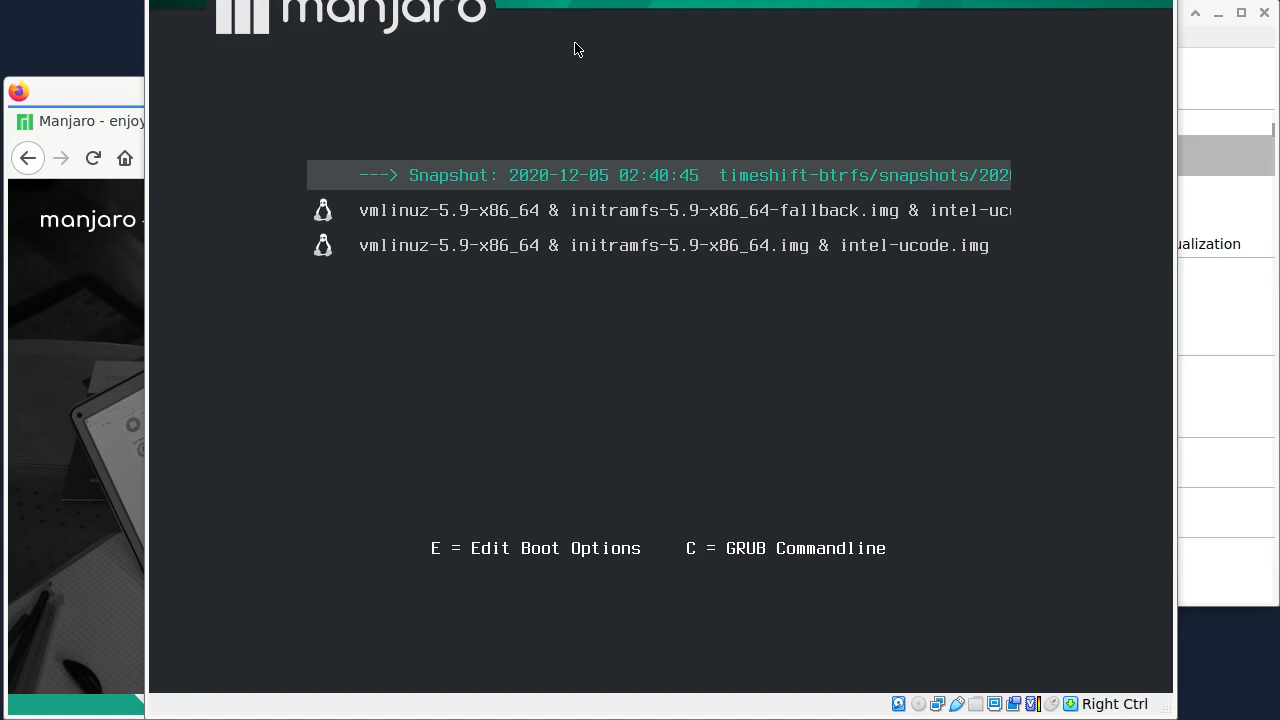 manjaro
Manjaro - enjoy
manjaro
---> Snapshot: 2020-12-05 02:40:45 timeshift-btrfs/snapshots/202
vmlinuz-5.9-x86_64 & initramfs-5.9-x86_64-fallback.img & intel-uc
vmlinuz-5.9-x86_64 & initramfs-5.9-x86_64.img & intel-ucode.img
ualization
E = Edit Boot Options C = GRUB Commandline
Right Ctrl